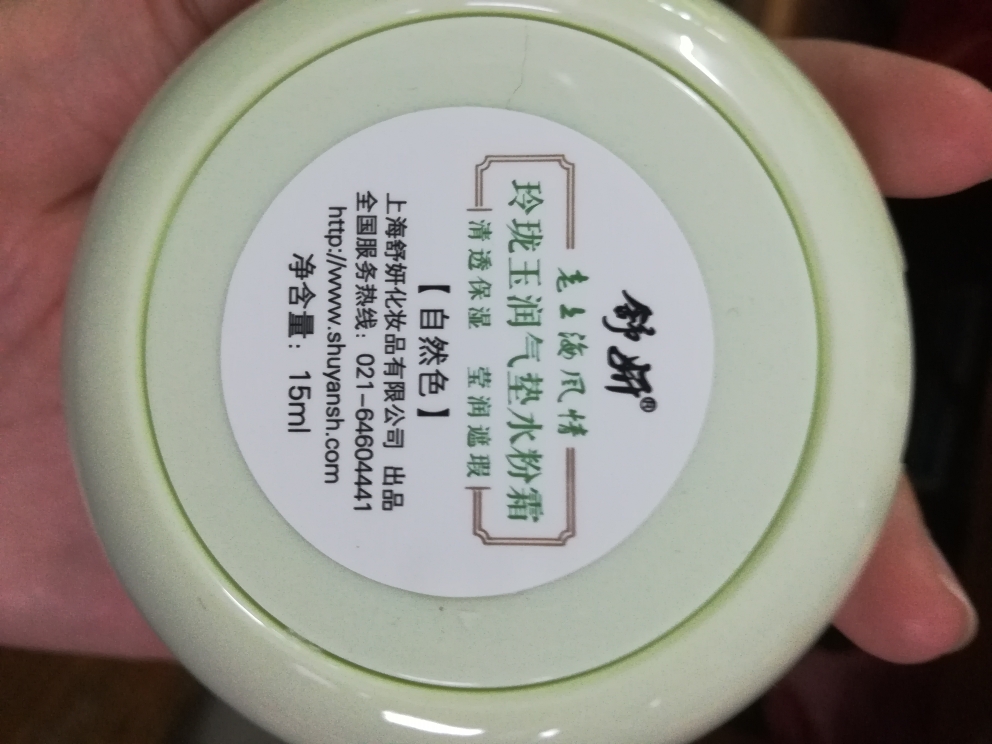 舒妍®
老上海风情
玲珑玉润气垫水粉霜
清透保湿 莹润遮瑕
【自然色】
上海舒妍化妆品有限公司 出品
全国服务热线：021-64604441
http://www.shuyansh.com
净含量：15ml